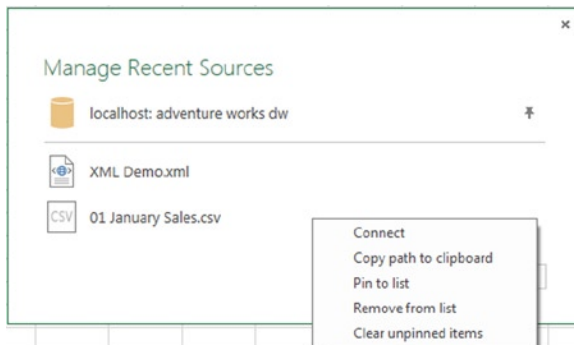 Manage Recent Sources
localhost: adventure works dw
XML Demo.xml
CSV 01 January Sales.csv
Connect
Copy path to clipboard
Pin to list
Remove from list
Clear unpinned items